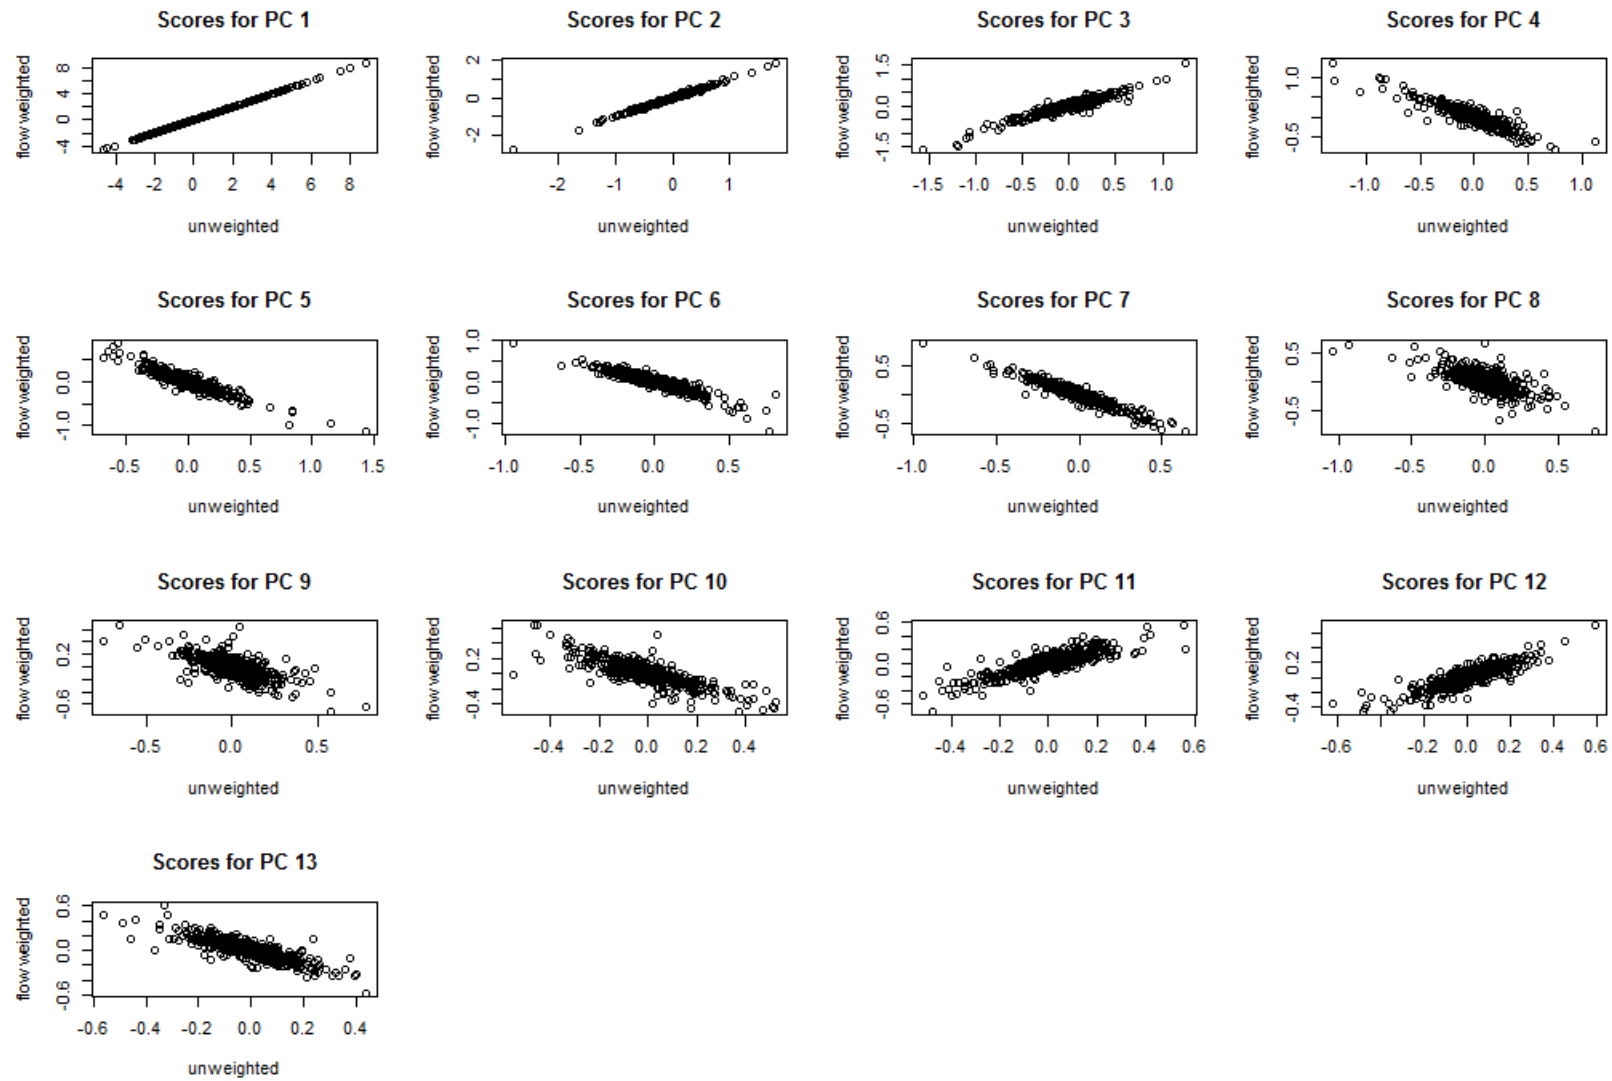 Scores for PC 1
flow weighted
-4 0 4 8
-4 -2 0 2 4 6 8
unweighted
Scores for PC 2
flow weighted
-2 0 2
-2 -1 0 1
unweighted
Scores for PC 3
flow weighted
-1.5 0.0 1.5
-1.5 -1.0 -0.5 0.0 0.5 1.0
unweighted
Scores for PC 4
flow weighted
-0.5 1.0
-1.0 -0.5 0.0 0.5 1.0
unweighted
Scores for PC 5
flow weighted
-1.0 0.0
-0.5 0.0 0.5 1.0 1.5
unweighted
Scores for PC 6
flow weighted
-1.0 0.0 1.0
-1.0 -0.5 0.0 0.5
unweighted
Scores for PC 7
flow weighted
-0.5 0.5
-1.0 -0.5 0.0 0.5
unweighted
Scores for PC 8
flow weighted
-0.5 0.5
-1.0 -0.5 0.0 0.5
unweighted
Scores for PC 9
flow weighted
-0.6 0.2
-0.5 0.0 0.5
unweighted
Scores for PC 10
flow weighted
-0.4 0.2
-0.4 -0.2 0.0 0.2 0.4
unweighted
Scores for PC 11
flow weighted
-0.6 0.0 0.6
-0.4 -0.2 0.0 0.2 0.4 0.6
unweighted
Scores for PC 12
flow weighted
-0.4 0.2
-0.6 -0.2 0.0 0.2 0.4 0.6
unweighted
Scores for PC 13
flow weighted
-0.6 0.0 0.6
-0.6 -0.4 -0.2 0.0 0.2 0.4
unweighted